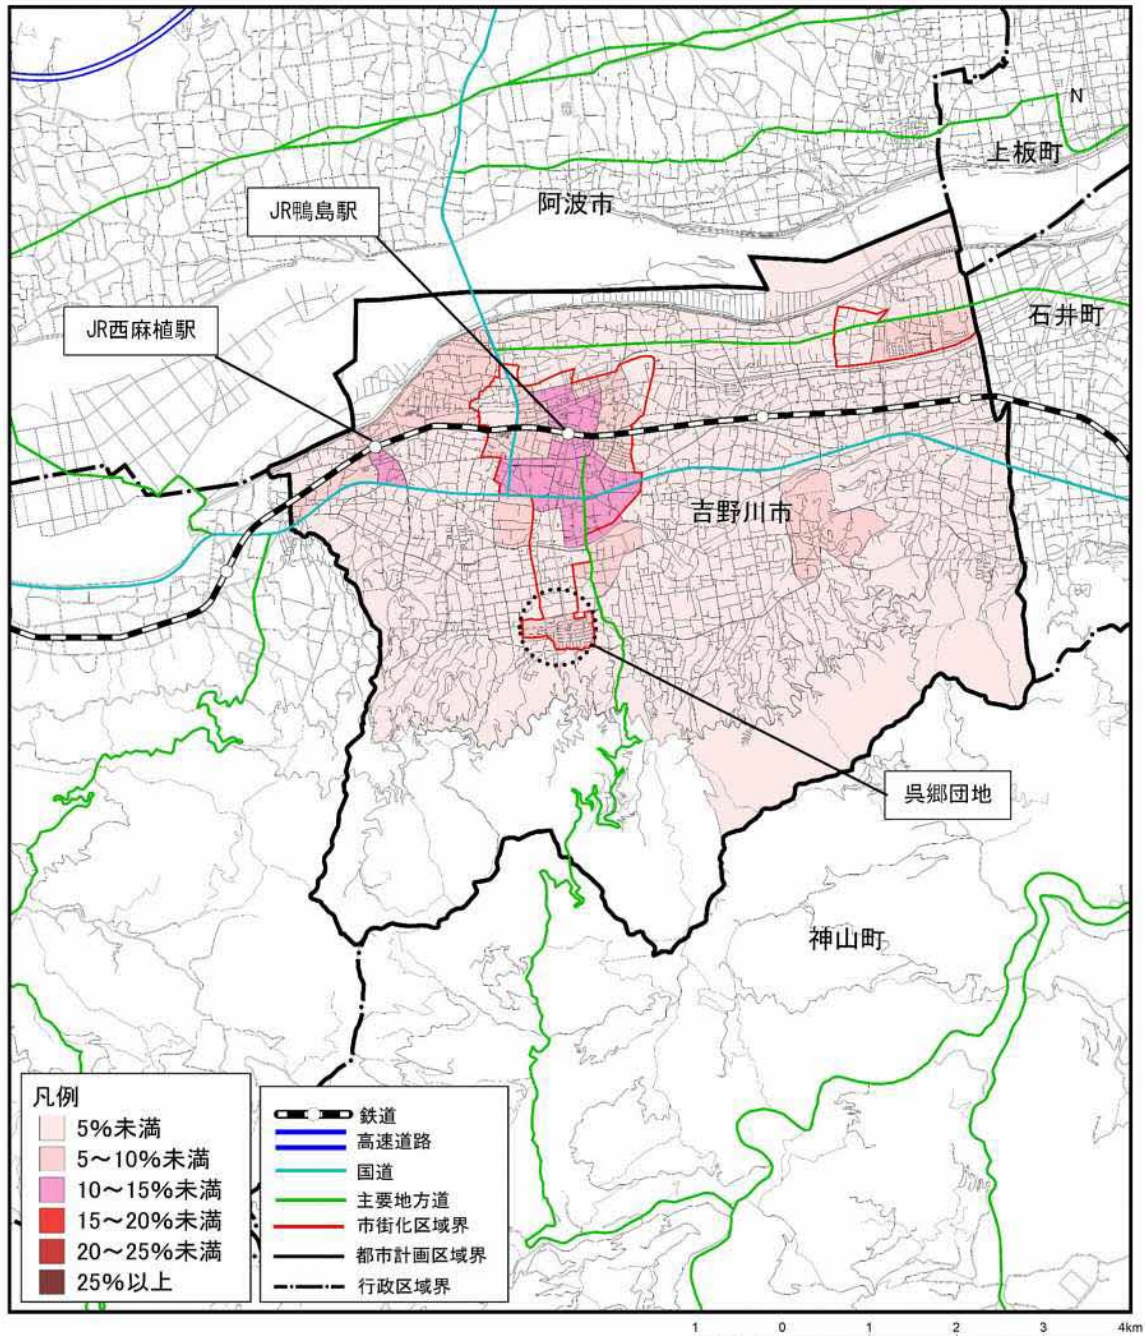 N
上板町
JR鴨島駅
阿波市
石井町
JR西麻植駅
吉野川市
呉郷団地
神山町
凡例
5%未満
5～10%未満
10～15%未満
15～20%未満
20～25%未満
25%以上
鉄道
高速道路
国道
主要地方道
市街化区域界
都市計画区域界
行政区域界
1 0 1 2 3 4km